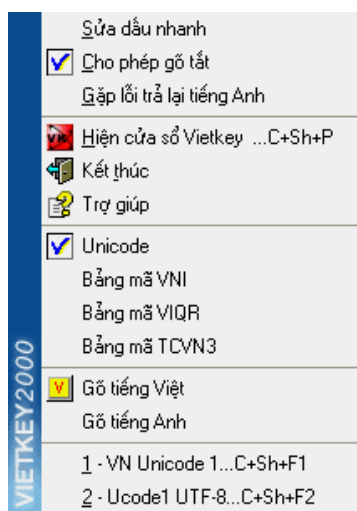 Sửa dấu nhanh
Cho phép gõ tắt
Gặp lỗi trả lại tiếng Anh
Hiện cửa sổ Vietkey ...C+Sh+P
Kết thúc
Trợ giúp
Unicode
Bảng mã VNI
Bảng mã VIQR
Bảng mã TCVN3
Gõ tiếng Việt
Gõ tiếng Anh
1 - VN Unicode 1...C+Sh+F1
2 - Ucode1 UTF-8...C+Sh+F2
VIETKEY2000
V